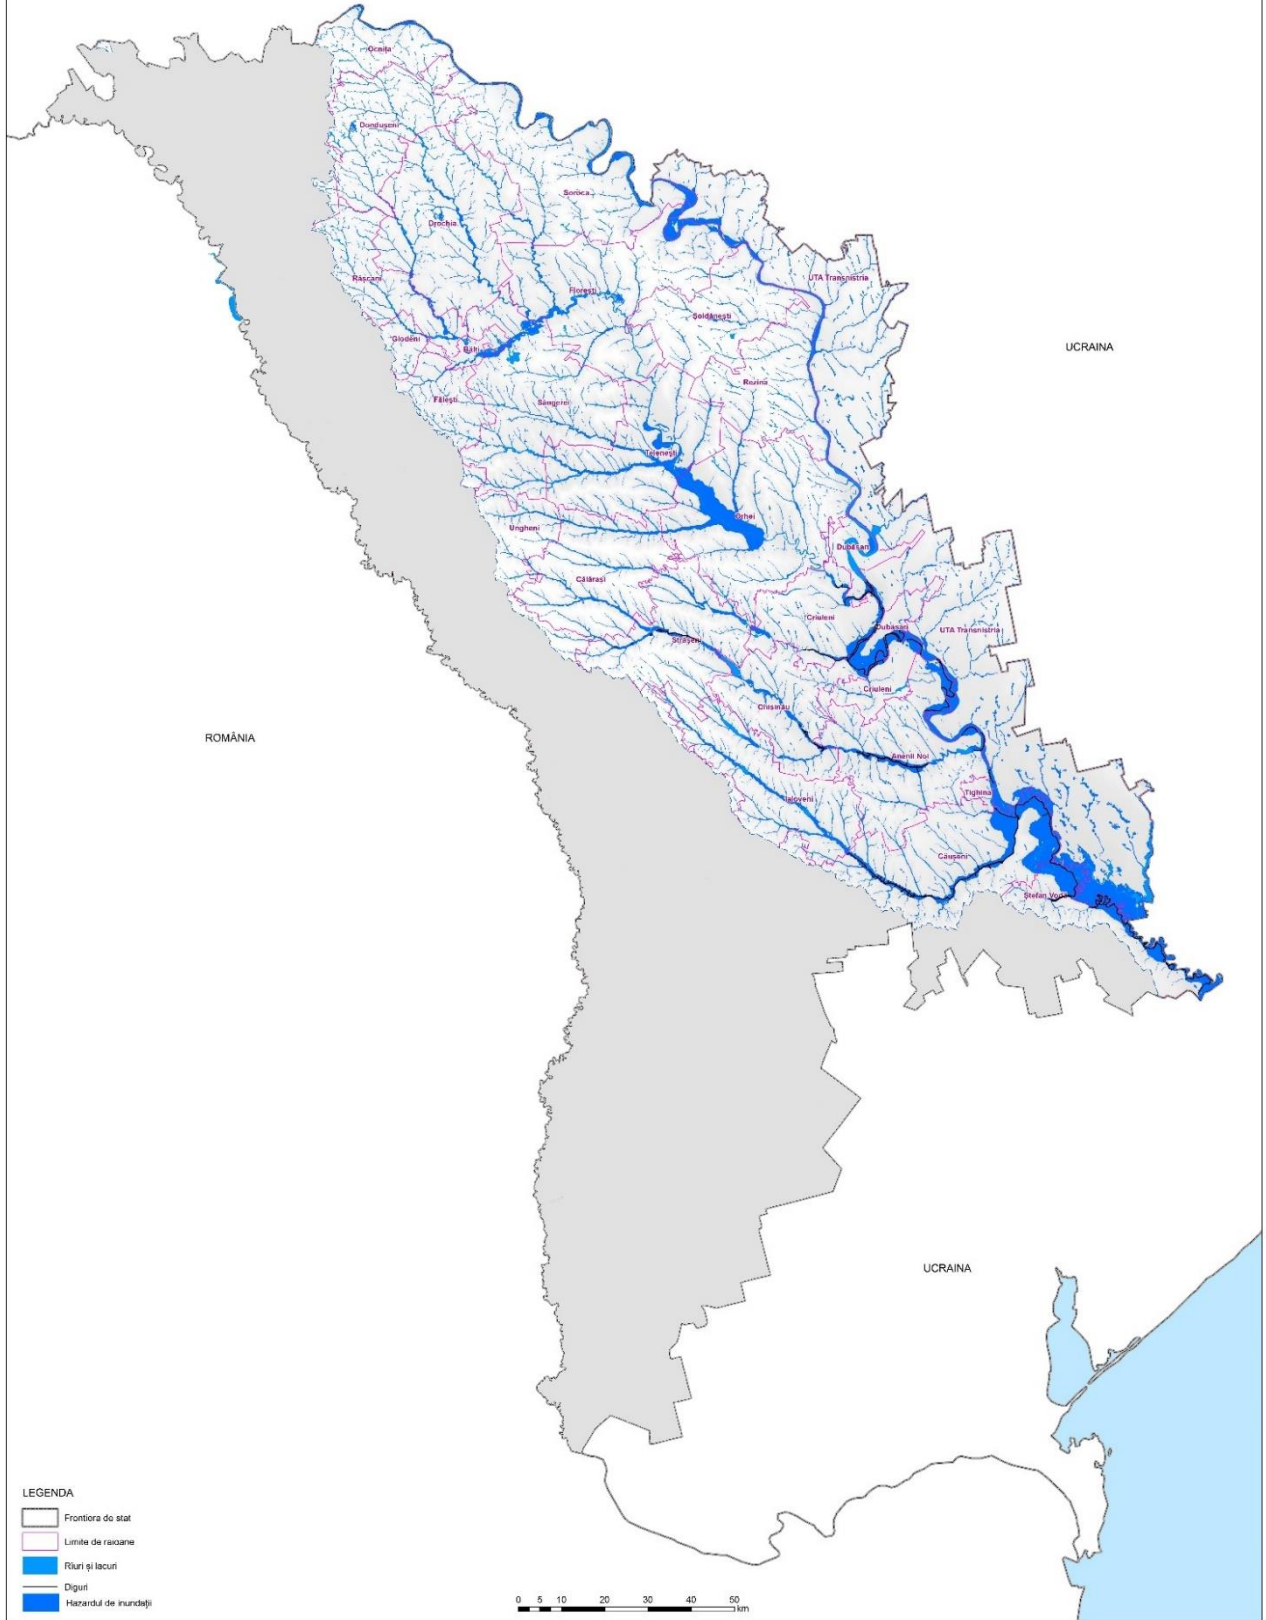 Ocnița
Dondușeni
Soroca
Drochia
UTA Transnistria
Râșcani
Florești
Șoldănești
Glodeni
Bălți
UCRAINA
Rezina
Fălești
Sângerei
Telenești
Orhei
Ungheni
Dubăsari
Călărași
Criuleni
Dubăsari
UTA Transnistria
Strășeni
Criuleni
Chișinău
ROMÂNIA
Anenii Noi
Tighina
Ialoveni
Căușeni
Ștefan Vodă
UCRAINA
LEGENDA
Frontiera de stat
Limite de raioane
Rîuri și lacuri
Diguri
Hazardul de inundații
0 5 10 20 30 40 50
km